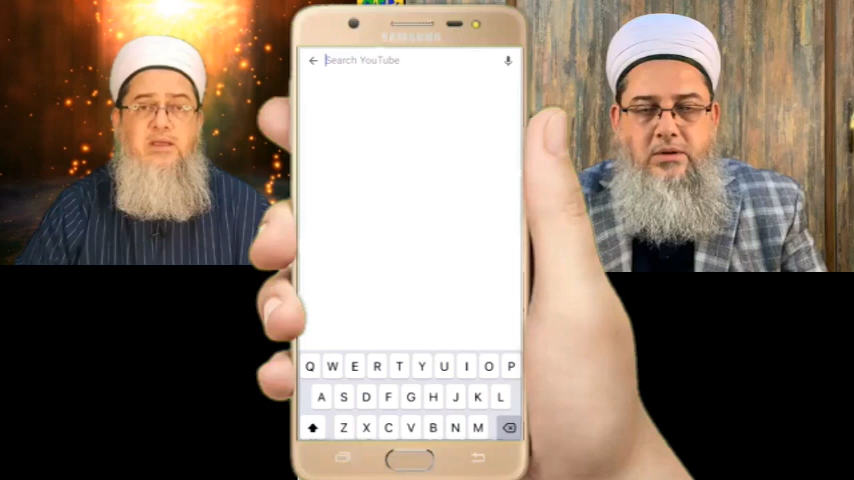 SAMSUNG
Search YouTube
Q W E R T Y U I O P
A S D F G H J K L
Z X C V B N M